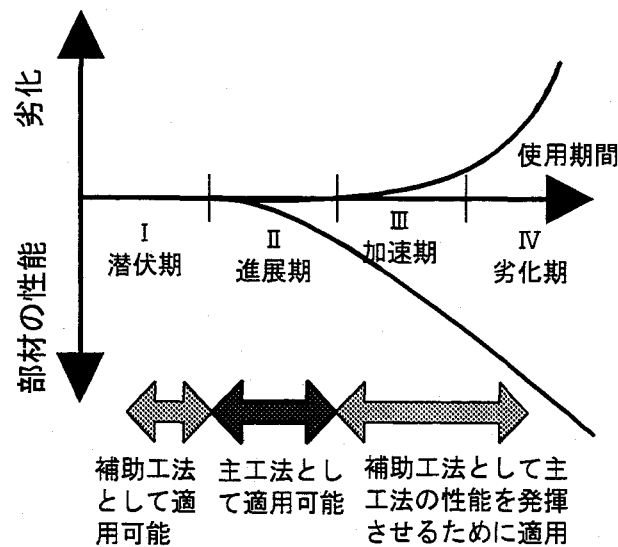 劣化
部材の性能
使用期間
Ⅰ
潜伏期
Ⅱ
進展期
Ⅲ
加速期
Ⅳ
劣化期
補助工法
として適
用可能
主工法とし
て適用可能
補助工法として主
工法の性能を発揮
させるために適用